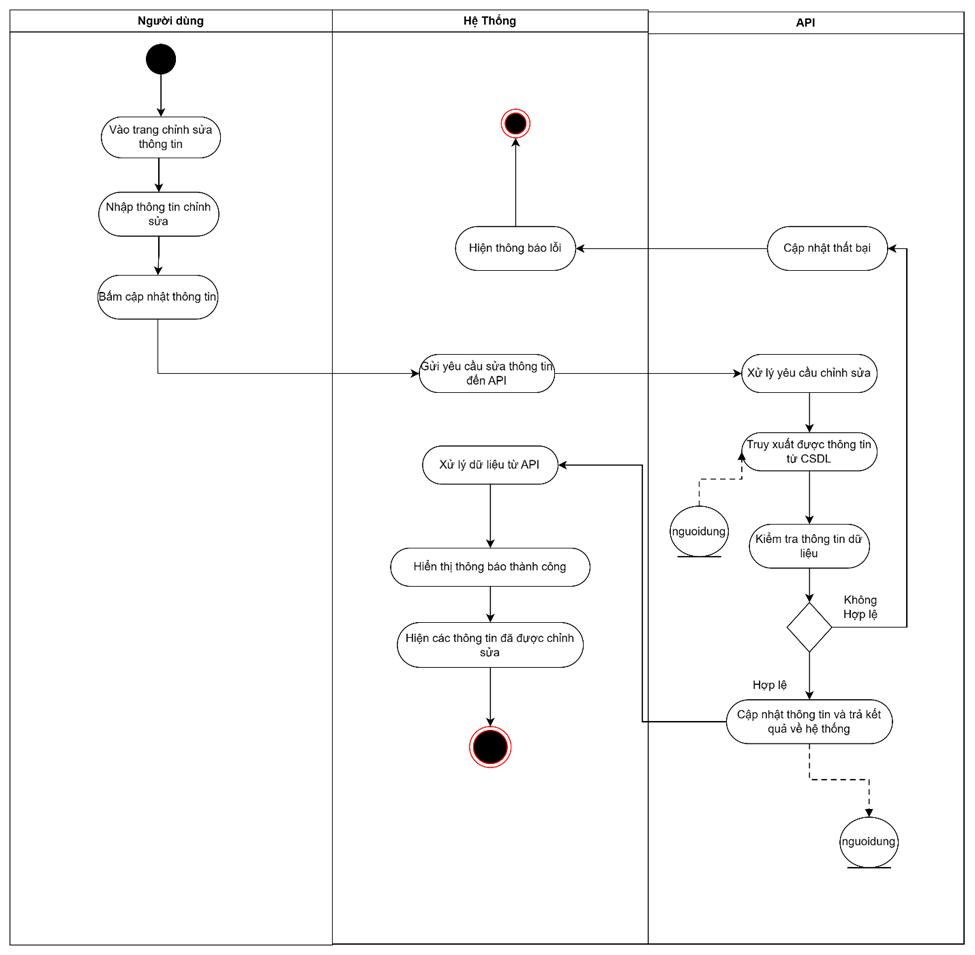 Người dùng
Hệ Thống
API
Vào trang chỉnh sửa
thông tin
Nhập thông tin chỉnh
sửa
Bấm cập nhật thông tin
Hiện thông báo lỗi
Cập nhật thất bại
Gửi yêu cầu sửa thông tin
đến API
Xử lý yêu cầu chỉnh sửa
Truy xuất được thông tin
từ CSDL
nguoidung
Kiểm tra thông tin dữ
liệu
Không
Hợp lệ
Hợp lệ
Cập nhật thông tin và trả kết
quả về hệ thống
nguoidung
Xử lý dữ liệu từ API
Hiển thị thông báo thành công
Hiện các thông tin đã được chỉnh
sửa